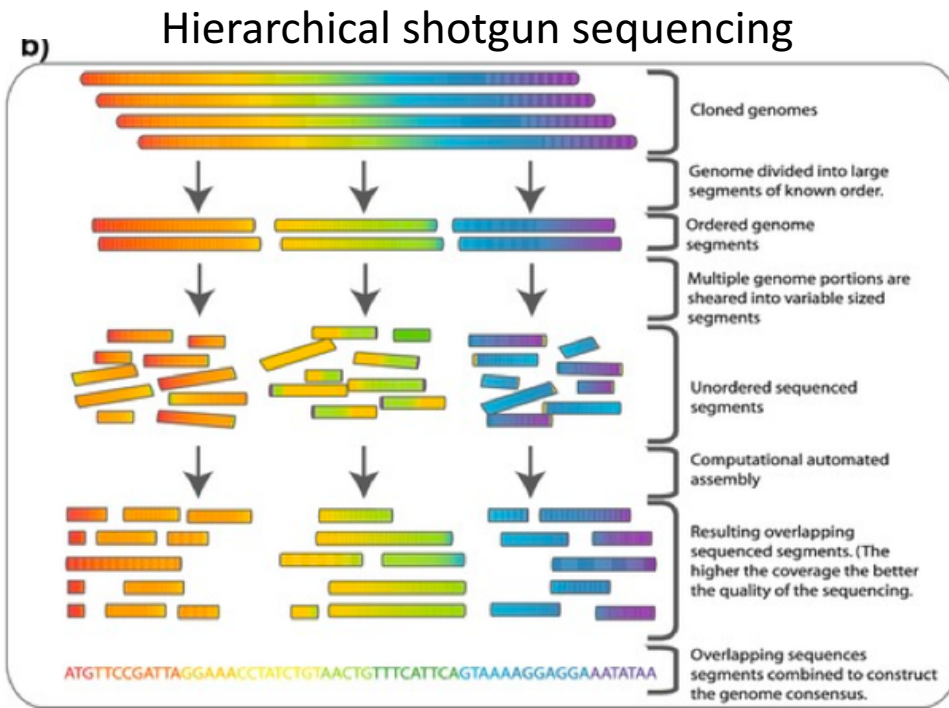 Hierarchical shotgun sequencing
b)
Cloned genomes
Genome divided into large
segments of known order.
Ordered genome
segments
Multiple genome portions are
sheared into variable sized
segments
Unordered sequenced
segments
Computational automated
assembly
Resulting overlapping
sequenced segments. (The
higher the coverage the better
the quality of the sequencing.
ATGTTCCGATTAGGAAACCTATCTGTAACTGTTTCATTCAGTAAAAGGAGGAAATATAA
Overlapping sequences
segments combined to construct
the genome consensus.